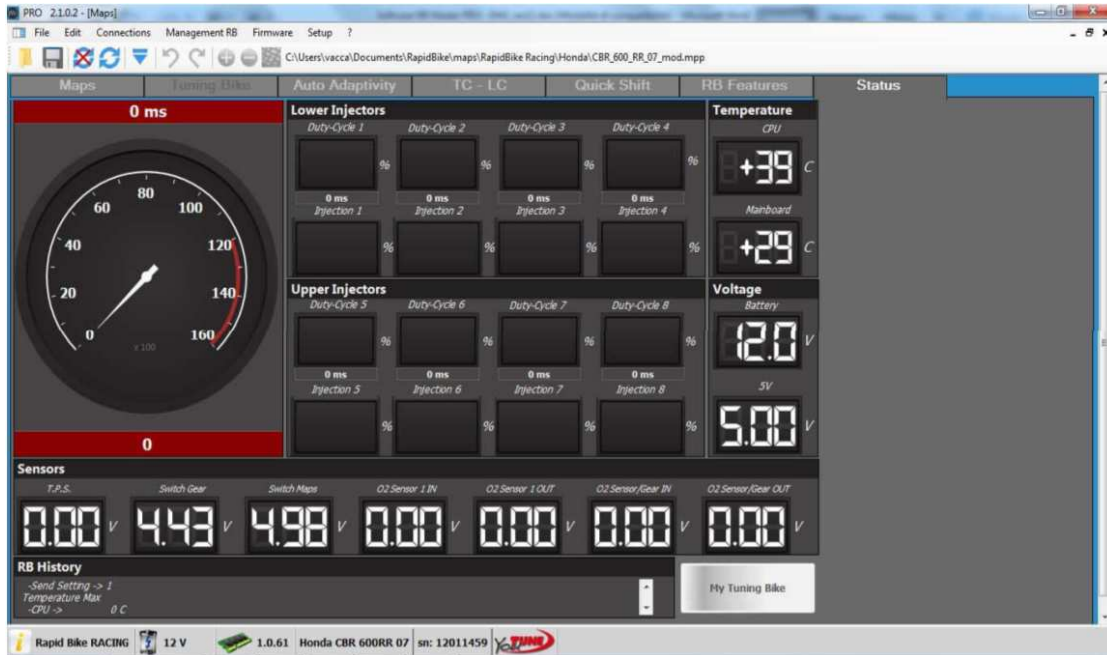 PRO 2.1.0.2 - [Maps]
File Edit Connections Management RB Firmware Setup ?
C:\Users\vacca\Documents\RapidBike\maps\RapidBike Racing\Honda\CBR_600_RR_07_mod.mpp
Maps Tuning Bike Auto Adaptivity TC - LC Quick Shift RB Features Status
0 ms
0
20
40
60
80
100
120
140
160
x 100
0
Lower Injectors
Duty-Cycle 1 Duty-Cycle 2 Duty-Cycle 3 Duty-Cycle 4
% % % %
0 ms 0 ms 0 ms 0 ms
Injection 1 Injection 2 Injection 3 Injection 4
% % % %
Upper Injectors
Duty-Cycle 5 Duty-Cycle 6 Duty-Cycle 7 Duty-Cycle 8
% % % %
0 ms 0 ms 0 ms 0 ms
Injection 5 Injection 6 Injection 7 Injection 8
% % % %
Temperature
CPU
+39 C
Mainboard
+29 C
Voltage
Battery
12.0 V
5V
5.00 V
Sensors
T.P.S. Switch Gear Switch Maps O2 Sensor 1 IN O2 Sensor 1 OUT O2 Sensor/Gear IN O2 Sensor/Gear OUT
0.00 V 4.43 V 4.98 V 0.00 V 0.00 V 0.00 V 0.00 V
RB History
-Send Setting -> 1
Temperature Max
-CPU -> 0 C
My Tuning Bike
Rapid Bike RACING 12 V 1.0.61 Honda CBR 600RR 07 sn: 12011459 YouTUNE